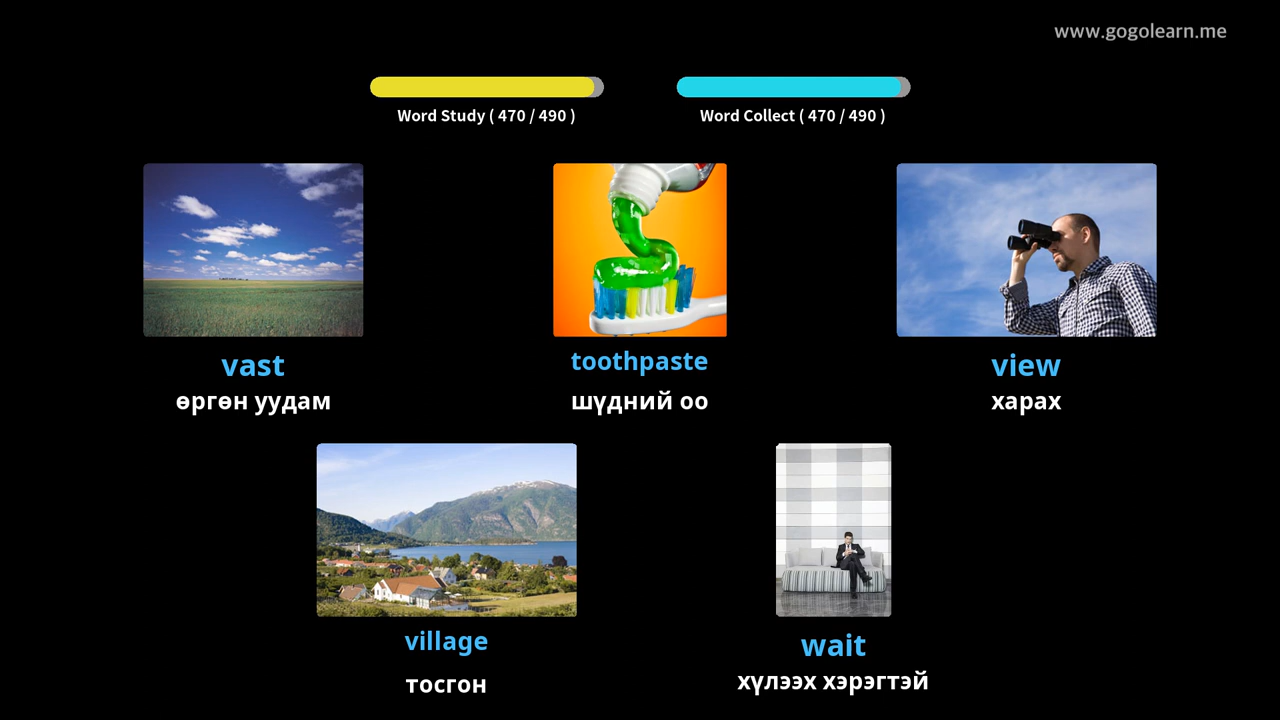 www.gogolearn.me
Word Study ( 470 / 490 )
Word Collect ( 470 / 490 )
vast
toothpaste
view
өргөн уудам
шүдний оо
харах
village
wait
тосгон
хүлээх хэрэгтэй